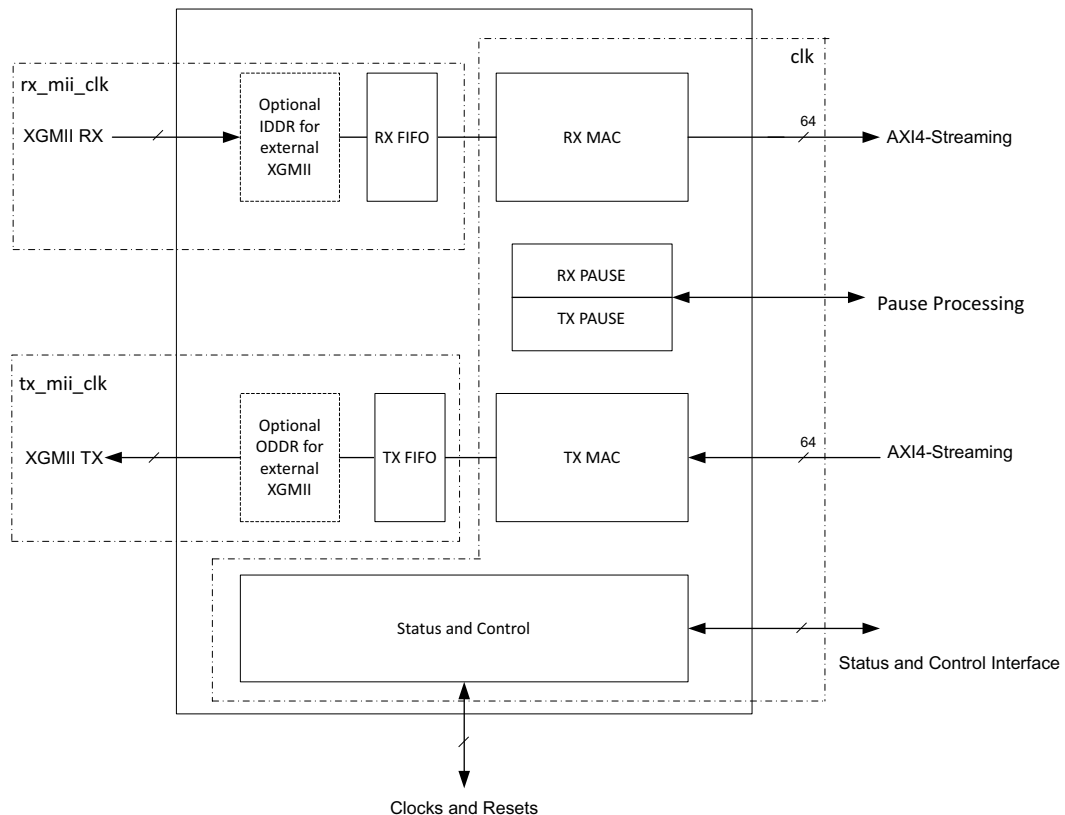 clk
rx_mii_clk
XGMII RX
Optional
IDDR for
external
XGMII
RX FIFO
RX MAC
64
AXI4-Streaming
RX PAUSE
TX PAUSE
Pause Processing
tx_mii_clk
XGMII TX
Optional
ODDR for
external
XGMII
TX FIFO
TX MAC
64
AXI4-Streaming
Status and Control
Status and Control Interface
Clocks and Resets